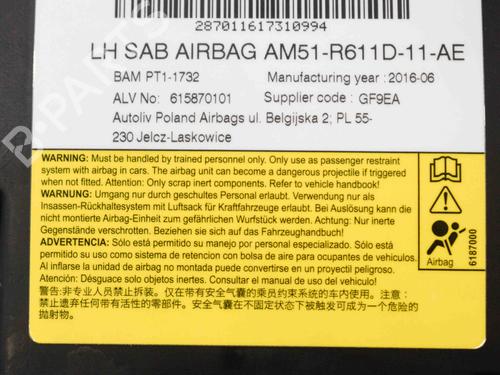 287011617310994
LH SAB AIRBAG AM51-R611D-11-AE
BAM PT1-1732 Manufacturing year : 2016-06
ALV No : 615870101 Supplier code : GF9EA
Autoliv Poland Airbags ul. Belgijska 2; PL 55-
230 Jelcz-Laskowice
WARNING: Must be handled by trained personnel only. Only use as passenger restraint
system with airbag in cars. The airbag unit can become a dangerous projectile if triggered
when not fitted. Attention: Only scrap inert components. Refer to vehicle handbook!
WARNUNG: Umgang nur durch geschultes Personal erlaubt. Verwendung nur als
Insassen-Rückhaltesystem mit Luftsack für Kraftfahrzeuge erlaubt. Bei Auslösung kann die
nicht montierte Airbag-Einheit zum gefährlichen Wurfstück werden. Achtung: Nur inerte
Gegenstände verschrotten. Beziehen sie sich auf das Fahrzeughandbuch!
ADVERTENCIA: Sólo está permitido su manejo por personal especializado. Sólo está
permitido su uso como sistema de retencion con bolsa de aire para ocupantes de vehículos.
Al inflarse la unidad de airbag no montada puede convertirse en un proyectil peligroso.
Atención: Désguace solo objetos inertes. Consultar el manual de uso del vehículo!
警告:非专业人员禁止拆装。仅在带有安全气囊的乘员约束系统的车内使用。注意:
禁止遗弃任何带有活性的零部件。安全气囊在不固定状态下被触发可成为一个危险的
抛射物。
Airbag
6187000
B-PARTS